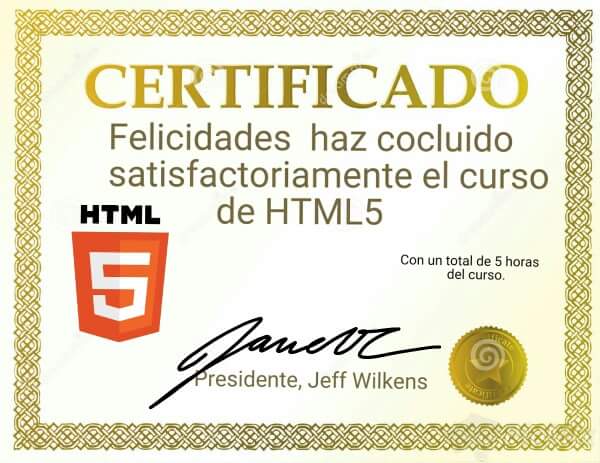 CERTIFICADO
Felicidades haz cocluido
satisfactoriamente el curso
de HTML5
HTML
5
Con un total de 5 horas
del curso.
Presidente, Jeff Wilkens